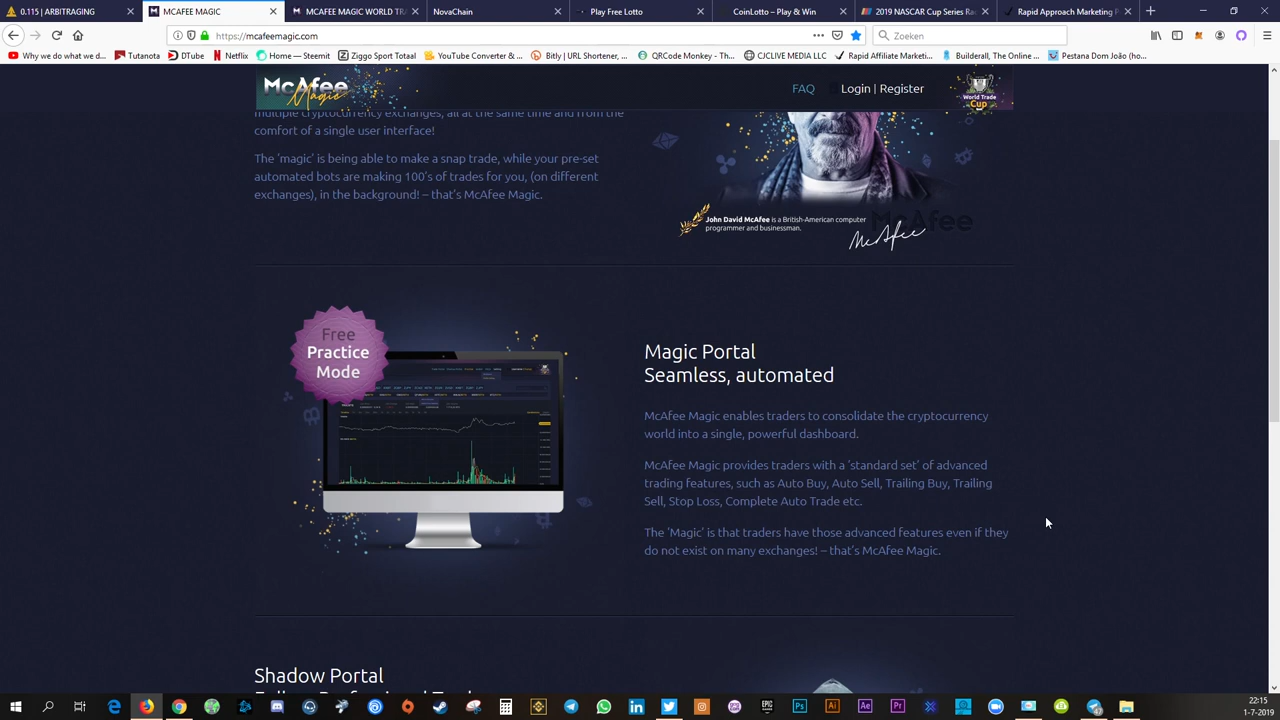 0.115 | ARBITRAGING
MCAFEE MAGIC
MCAFEE MAGIC WORLD TR
NovaChain
Play Free Lotto
CoinLotto – Play & Win
2019 NASCAR Cup Series Ra
Rapid Approach Marketing P
https://mcafeemagic.com
Zoeken
Why we do what we d...
Tutanota
DTube
Netflix
Home — Steemit
Ziggo Sport Totaal
YouTube Converter & ...
Bitly | URL Shortener, ...
QRCode Monkey - Th...
CJCLIVE MEDIA LLC
Rapid Affiliate Marketi...
Builderall, The Online ...
Pestana Dom João (ho...
McAfee
Magic
FAQ
Login | Register
World Trade
Cup
multiple cryptocurrency exchanges, all at the same time and from the
comfort of a single user interface!
The 'magic' is being able to make a snap trade, while your pre-set
automated bots are making 100's of trades for you, (on different
exchanges), in the background! – that's McAfee Magic.
John David McAfee is a British-American computer
programmer and businessman.
McAfee
McAfee
Free
Practice
Mode
Magic Portal
Seamless, automated
McAfee Magic enables traders to consolidate the cryptocurrency
world into a single, powerful dashboard.
McAfee Magic provides traders with a 'standard set' of advanced
trading features, such as Auto Buy, Auto Sell, Trailing Buy, Trailing
Sell, Stop Loss, Complete Auto Trade etc.
The 'Magic' is that traders have those advanced features even if they
do not exist on many exchanges! – that's McAfee Magic.
Shadow Portal
22:15
1-7-2019